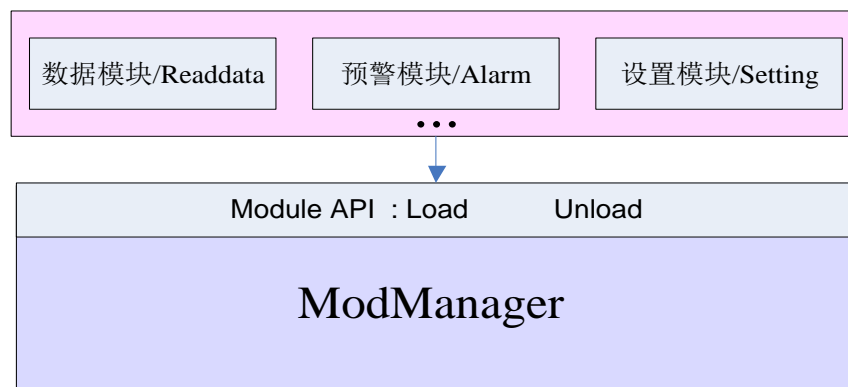 数据模块/Readdata
预警模块/Alarm
设置模块/Setting
...
Module API : Load Unload
ModManager